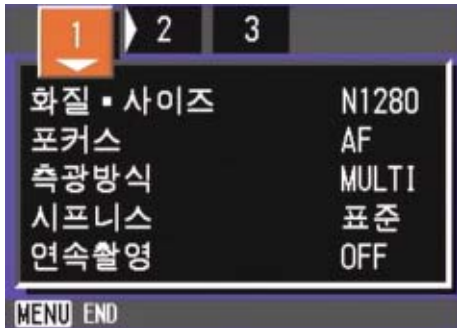 1 2 3
화질▪사이즈 N1280
포커스 AF
측광방식 MULTI
시프니스 표준
연속촬영 OFF
MENU END